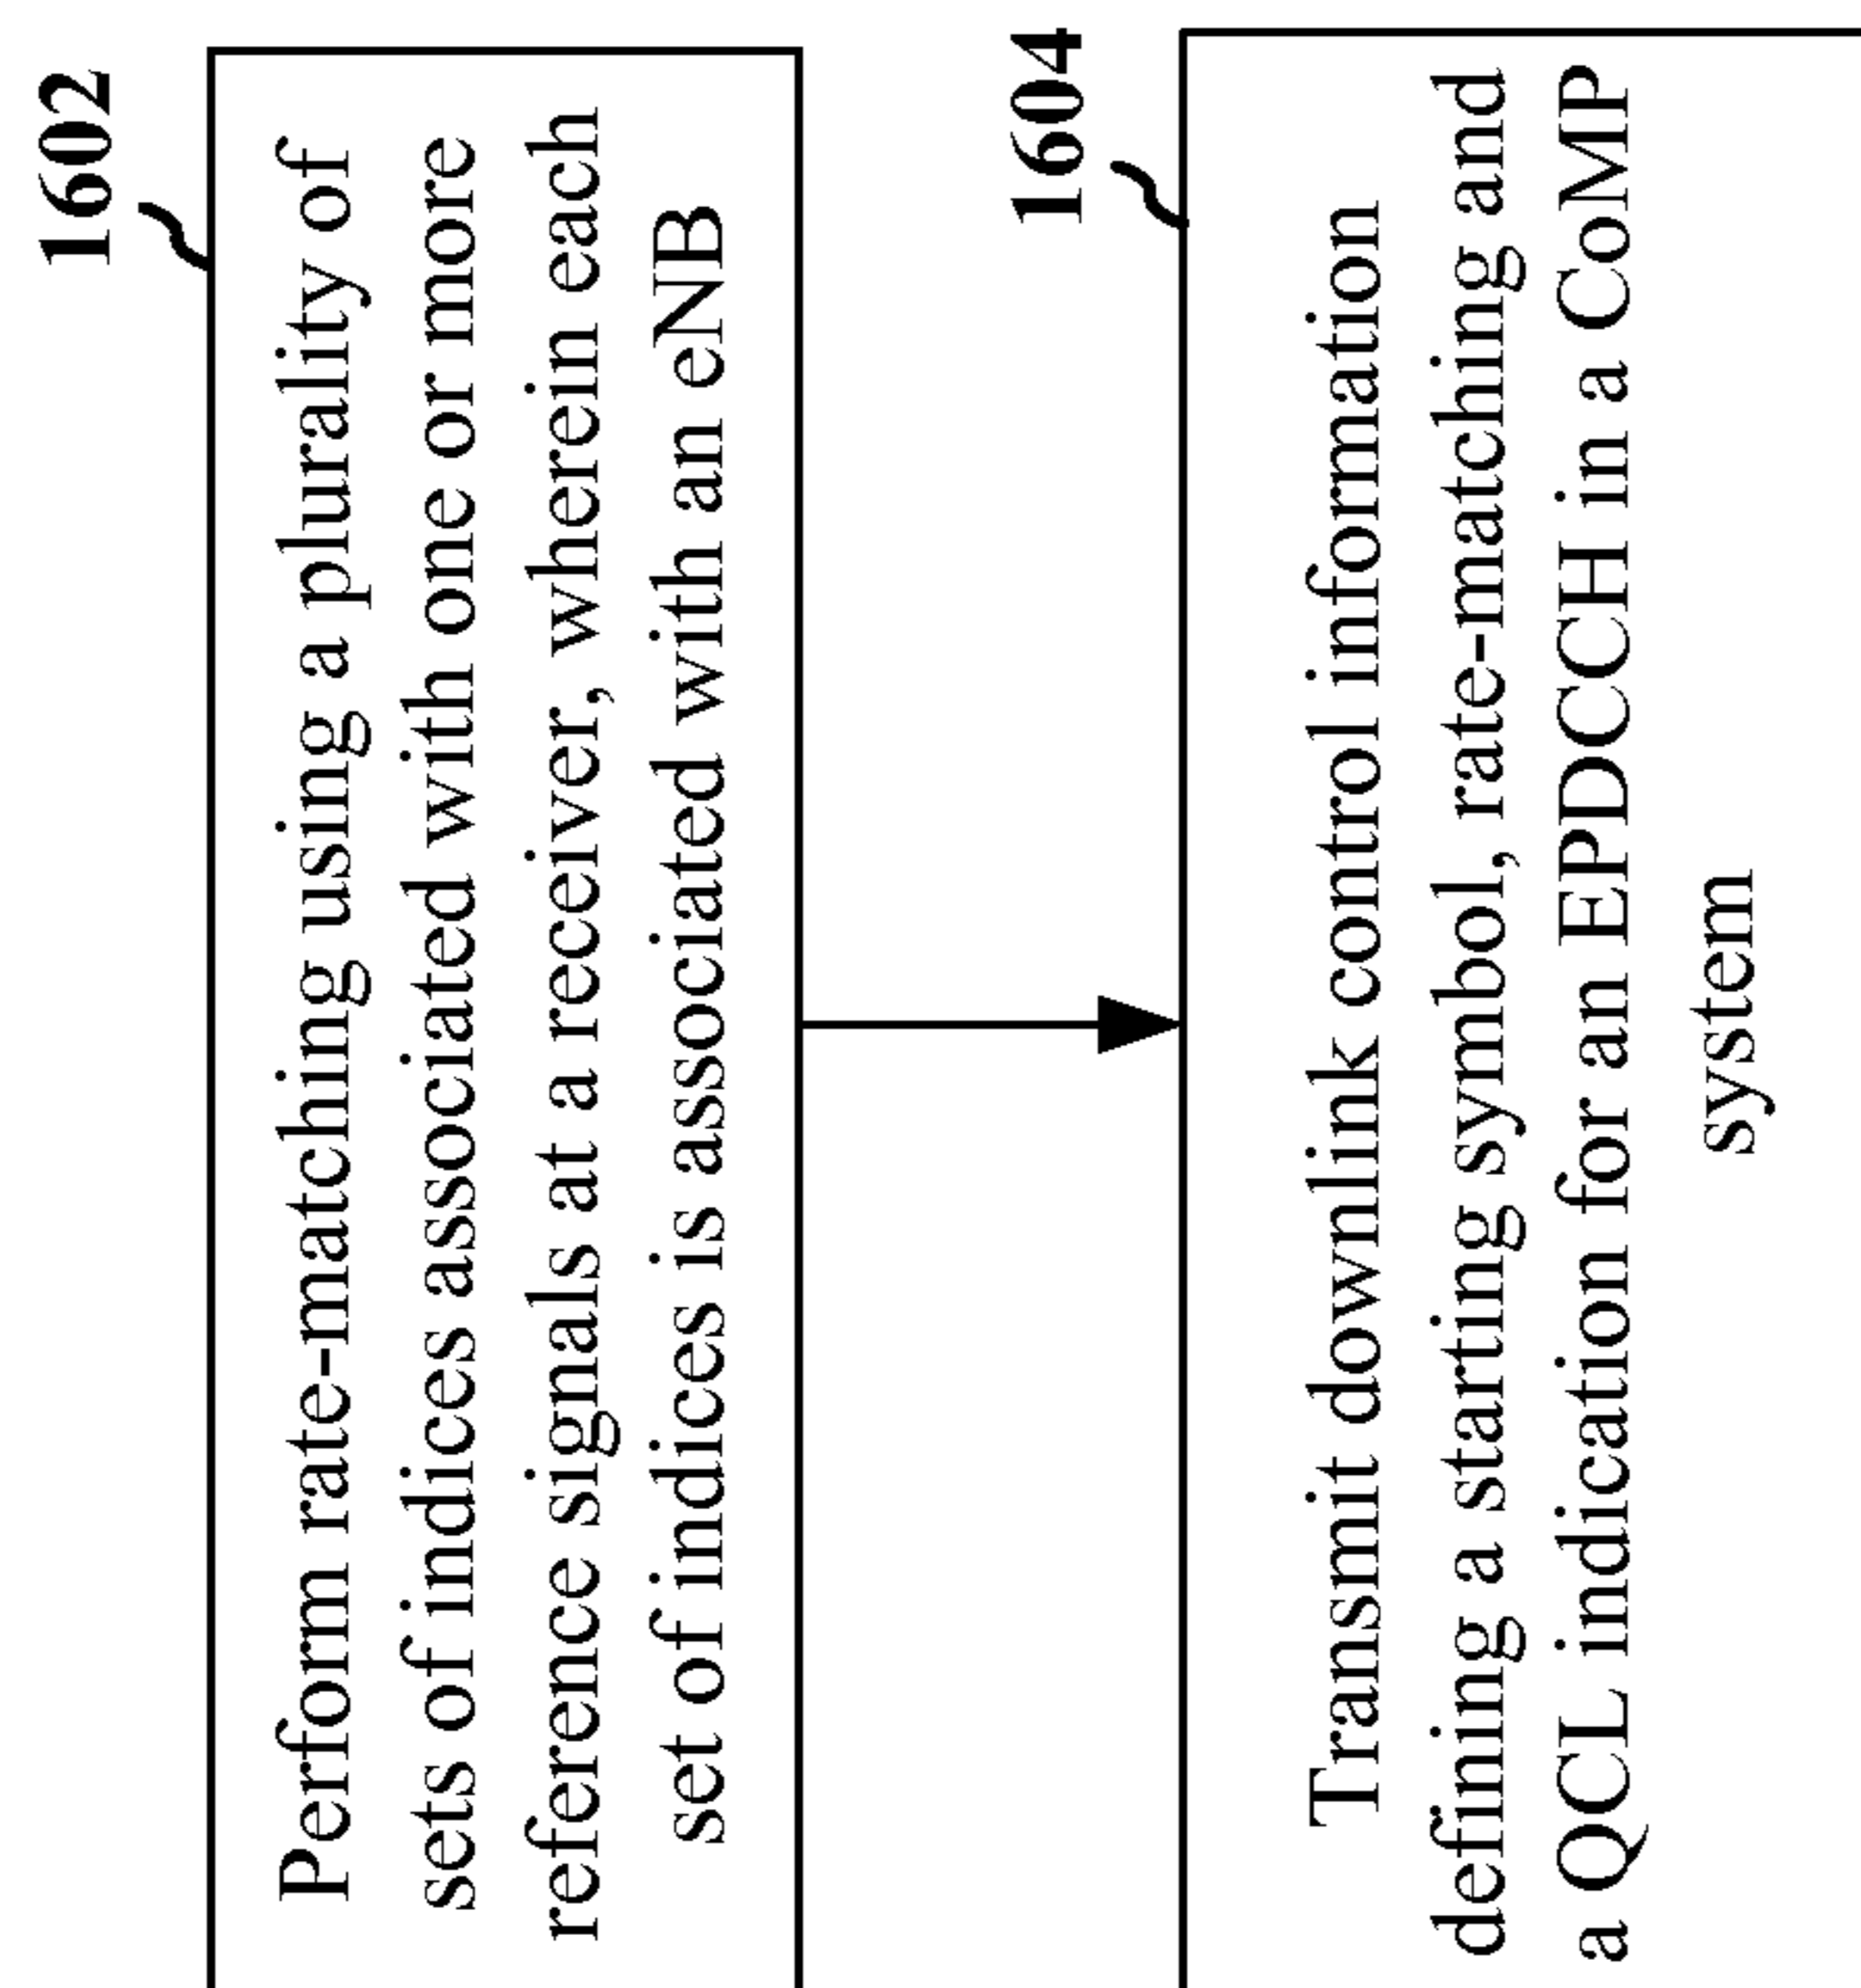 1602
Perform rate-matching using a plurality of
sets of indices associated with one or more
reference signals at a receiver, wherein each
set of indices is associated with an eNB
1604
Transmit downlink control information
defining a starting symbol, rate-matching and
a QCL indication for an EPDCCH in a CoMP
system